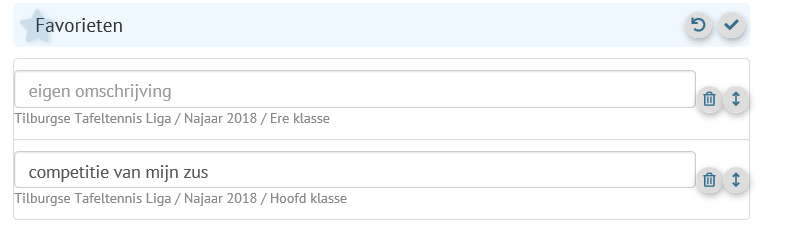 Favorieten
eigen omschrijving
Tilburgse Tafeltennis Liga / Najaar 2018 / Ere klasse
competitie van mijn zus
Tilburgse Tafeltennis Liga / Najaar 2018 / Hoofd klasse